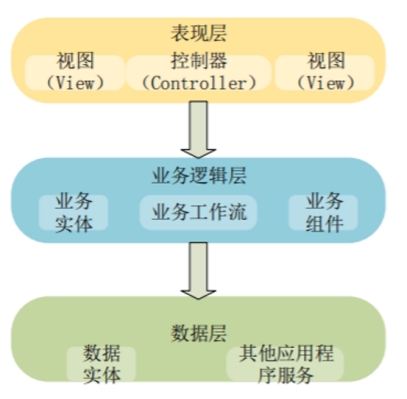 表现层
视图 控制器 视图
（View） （Controller） （View）
业务逻辑层
业务 业务工作流 业务
实体 组件
数据层
数据 其他应用程
实体 序服务